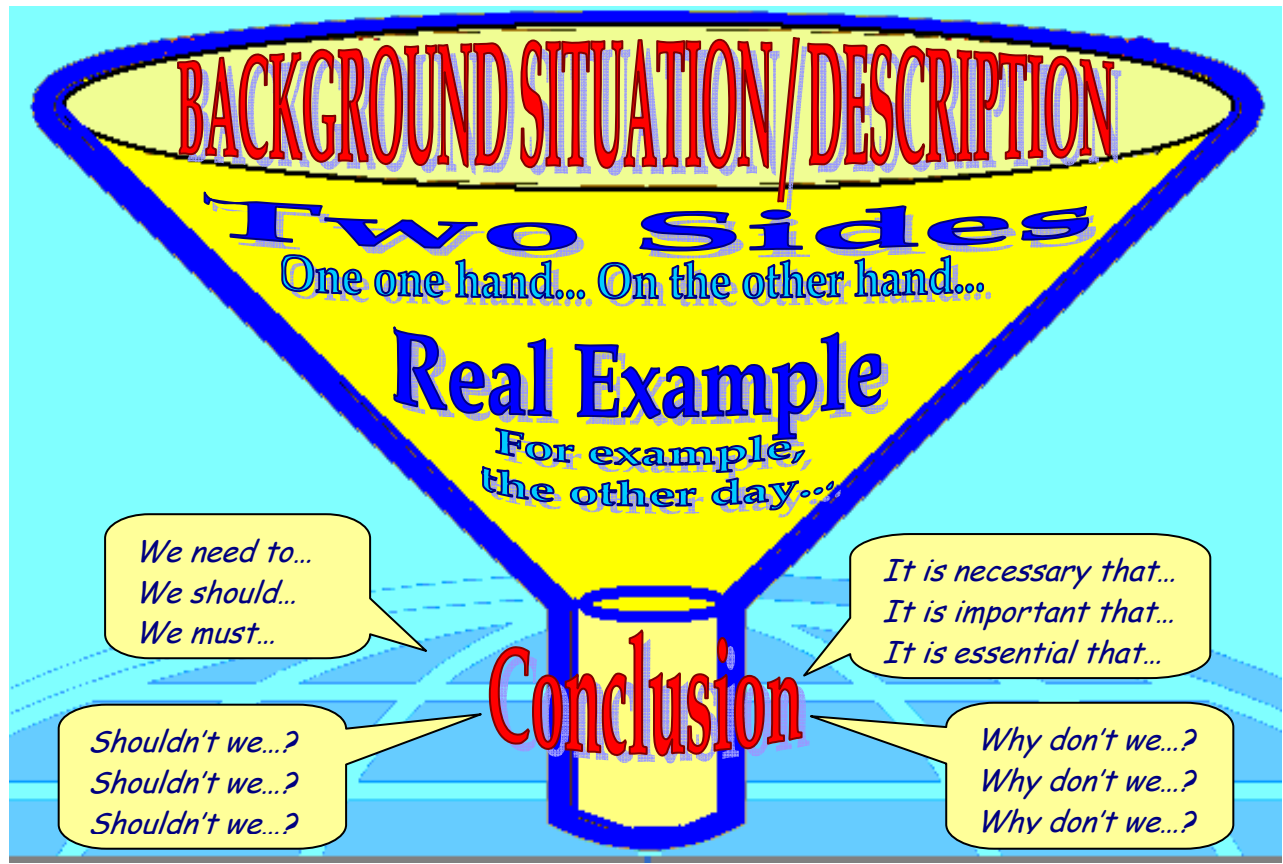 BACKGROUND SITUATION/DESCRIPTION
Two Sides
One one hand... On the other hand...
Real Example
For example,
the other day...
We need to...
We should...
We must...
It is necessary that...
It is important that...
It is essential that...
Conclusion
Shouldn't we...?
Shouldn't we...?
Shouldn't we...?
Why don't we...?
Why don't we...?
Why don't we...?